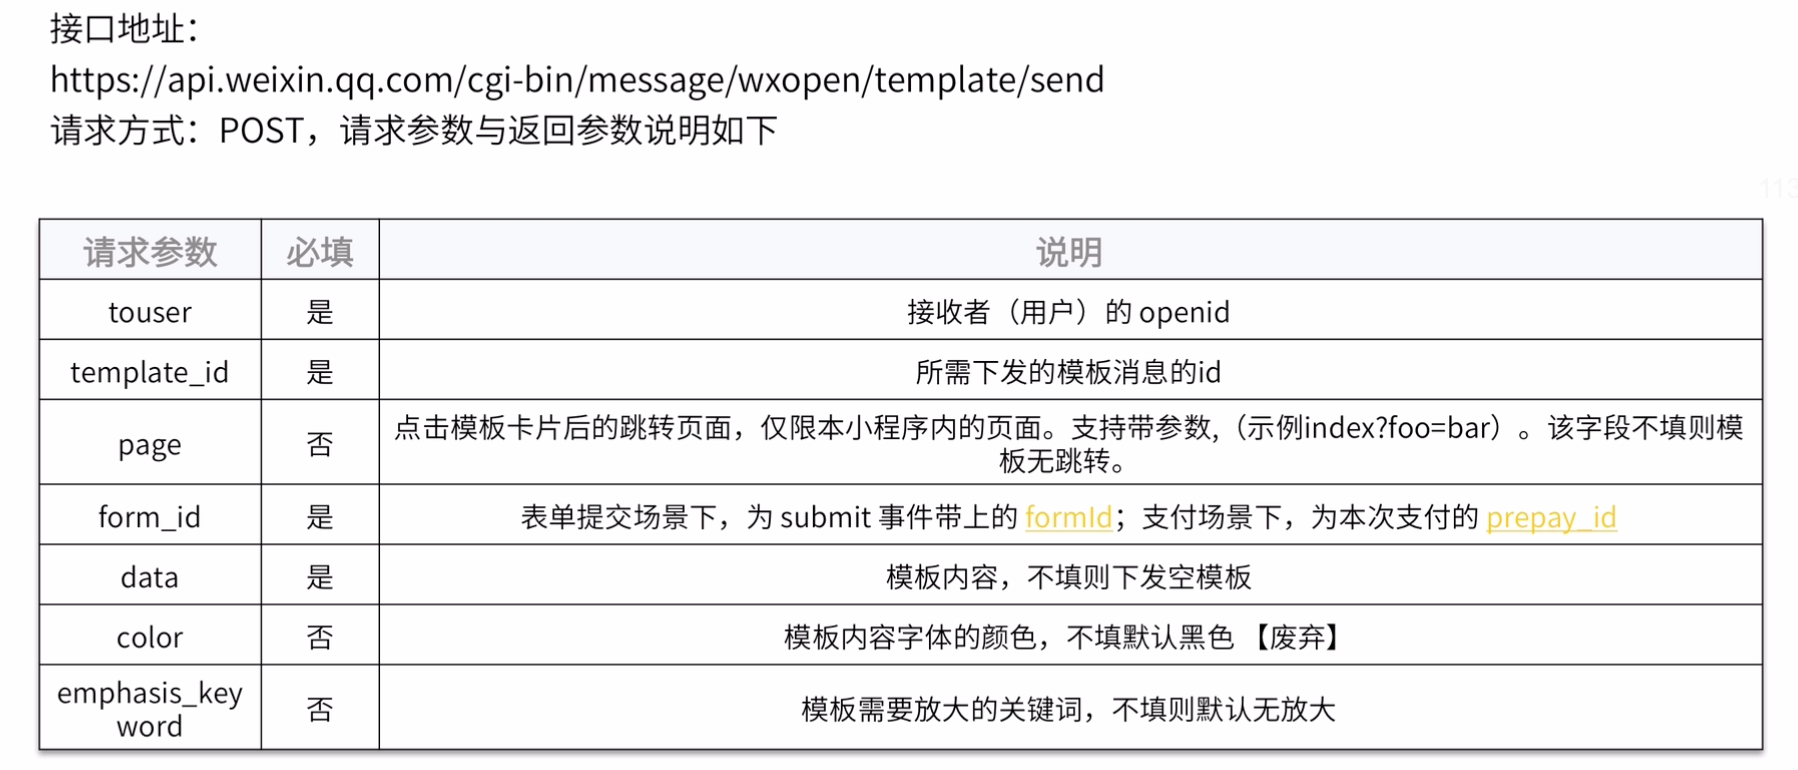 接口地址：
https://api.weixin.qq.com/cgi-bin/message/wxopen/template/send
请求方式：POST，请求参数与返回参数说明如下
113
请求参数 必填 说明
touser 是 接收者（用户）的 openid
template_id 是 所需下发的模板消息的id
page 否 点击模板卡片后的跳转页面，仅限本小程序内的页面。支持带参数,（示例index?foo=bar）。该字段不填则模
板无跳转。
form_id 是 表单提交场景下，为 submit 事件带上的 formId；支付场景下，为本次支付的 prepay_id
data 是 模板内容，不填则下发空模板
color 否 模板内容字体的颜色，不填默认黑色 【废弃】
emphasis_key
word 否 模板需要放大的关键词，不填则默认无放大